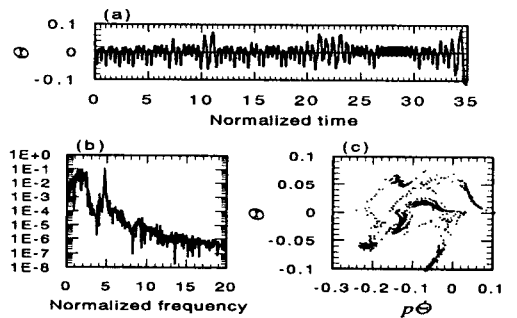 (a)
0.1
Θ 0
-0.1
0 5 10 15 20 25 30 35
Normalized time
(b)
1E+0
1E-1
1E-2
1E-3
1E-4
1E-5
1E-6
1E-7
1E-8
0 5 10 15 20
Normalized frequency
(c)
0.1
0.05
Θ 0
-0.05
-0.1
-0.3 -0.2 -0.1 0 0.1
pΘ̇